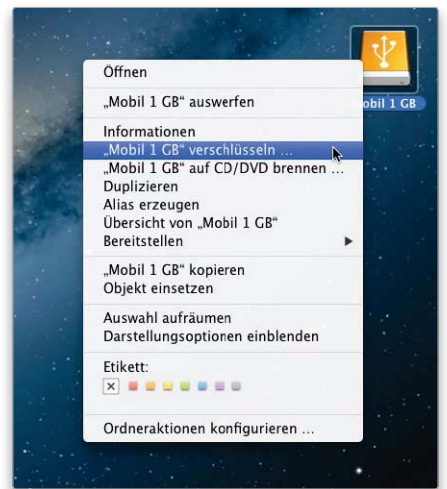 Öffnen
„Mobil 1 GB“ auswerfen
Informationen
„Mobil 1 GB“ verschlüsseln ...
„Mobil 1 GB“ auf CD/DVD brennen ...
Duplizieren
Alias erzeugen
Übersicht von „Mobil 1 GB“
Bereitstellen
„Mobil 1 GB“ kopieren
Objekt einsetzen
Auswahl aufräumen
Darstellungsoptionen einblenden
Etikett:
Ordneraktionen konfigurieren ...
obil 1 GB